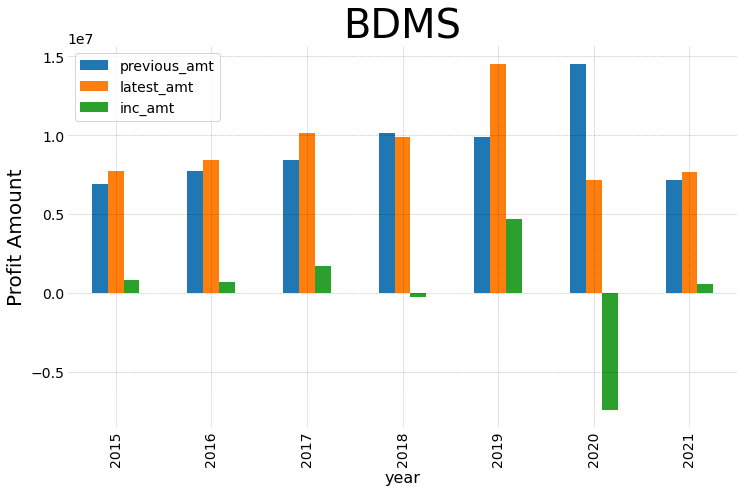 BDMS
1e7
previous_amt
latest_amt
inc_amt
1.5
1.0
0.5
0.0
−0.5
Profit Amount
2015
2016
2017
2018
2019
2020
2021
year